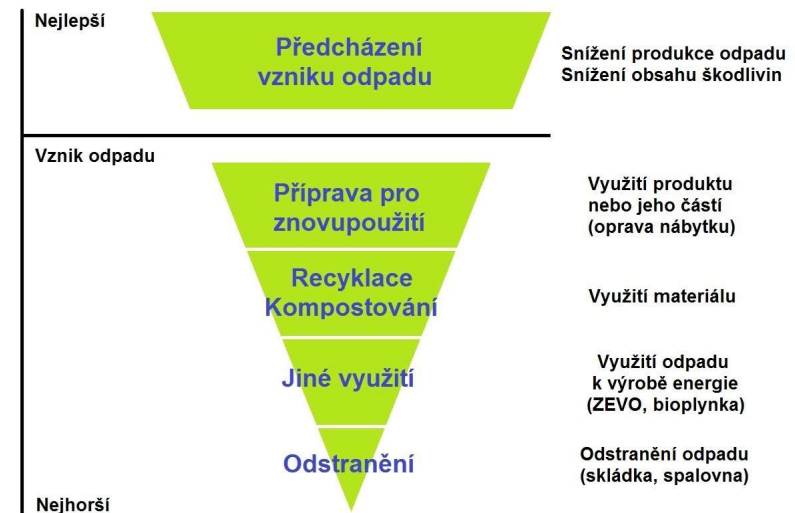 Nejlepší
Předcházení
vzniku odpadu
Snížení produkce odpadu
Snížení obsahu škodlivin
Vznik odpadu
Příprava pro
znovupoužití
Využití produktu
nebo jeho částí
(oprava nábytku)
Recyklace
Kompostování
Využití materiálu
Jiné využití
Využití odpadu
k výrobě energie
(ZEVO, bioplynka)
Odstranění
Odstranění odpadu
(skládka, spalovna)
Nejhorší